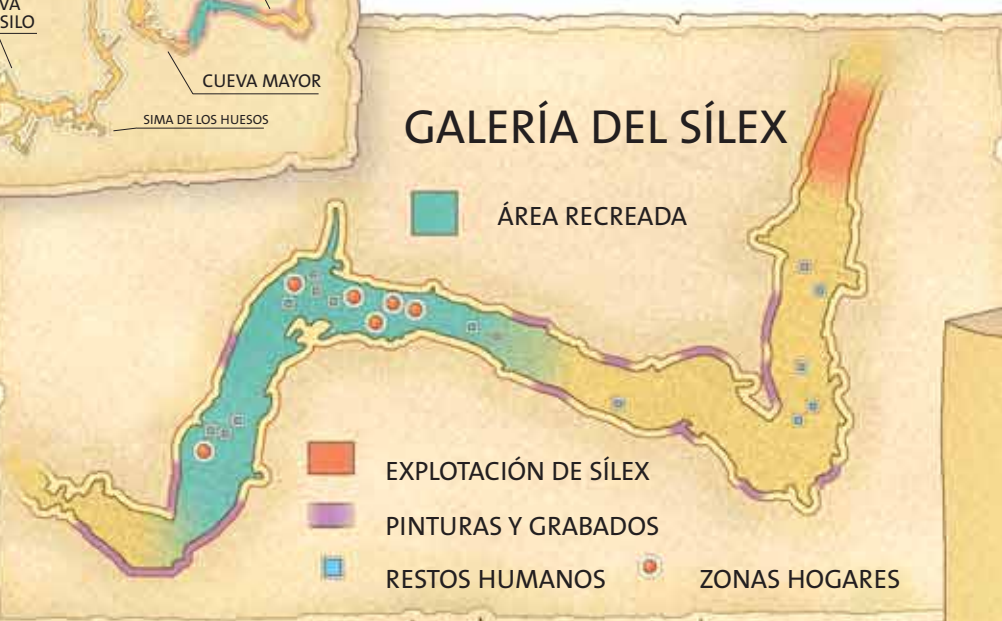 VA
SILO
CUEVA MAYOR
SIMA DE LOS HUESOS
GALERÍA DEL SÍLEX
ÁREA RECREADA
EXPLOTACIÓN DE SÍLEX
PINTURAS Y GRABADOS
RESTOS HUMANOS
ZONAS HOGARES